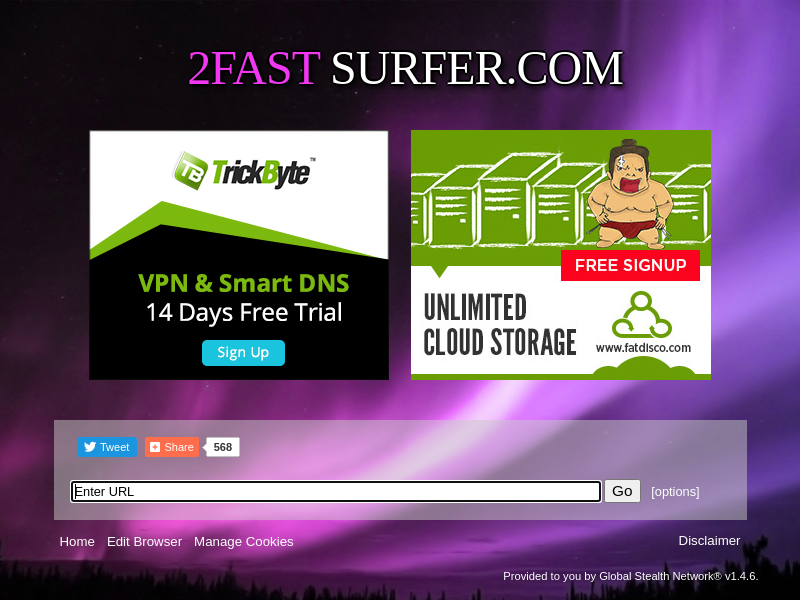 2FAST SURFER.COM
TB TrickByte™
VPN & Smart DNS
14 Days Free Trial
Sign Up
FREE SIGNUP
UNLIMITED
CLOUD STORAGE
www.fatdisco.com
Tweet Share 568
Enter URL Go [options]
Home Edit Browser Manage Cookies Disclaimer
Provided to you by Global Stealth Network® v1.4.6.